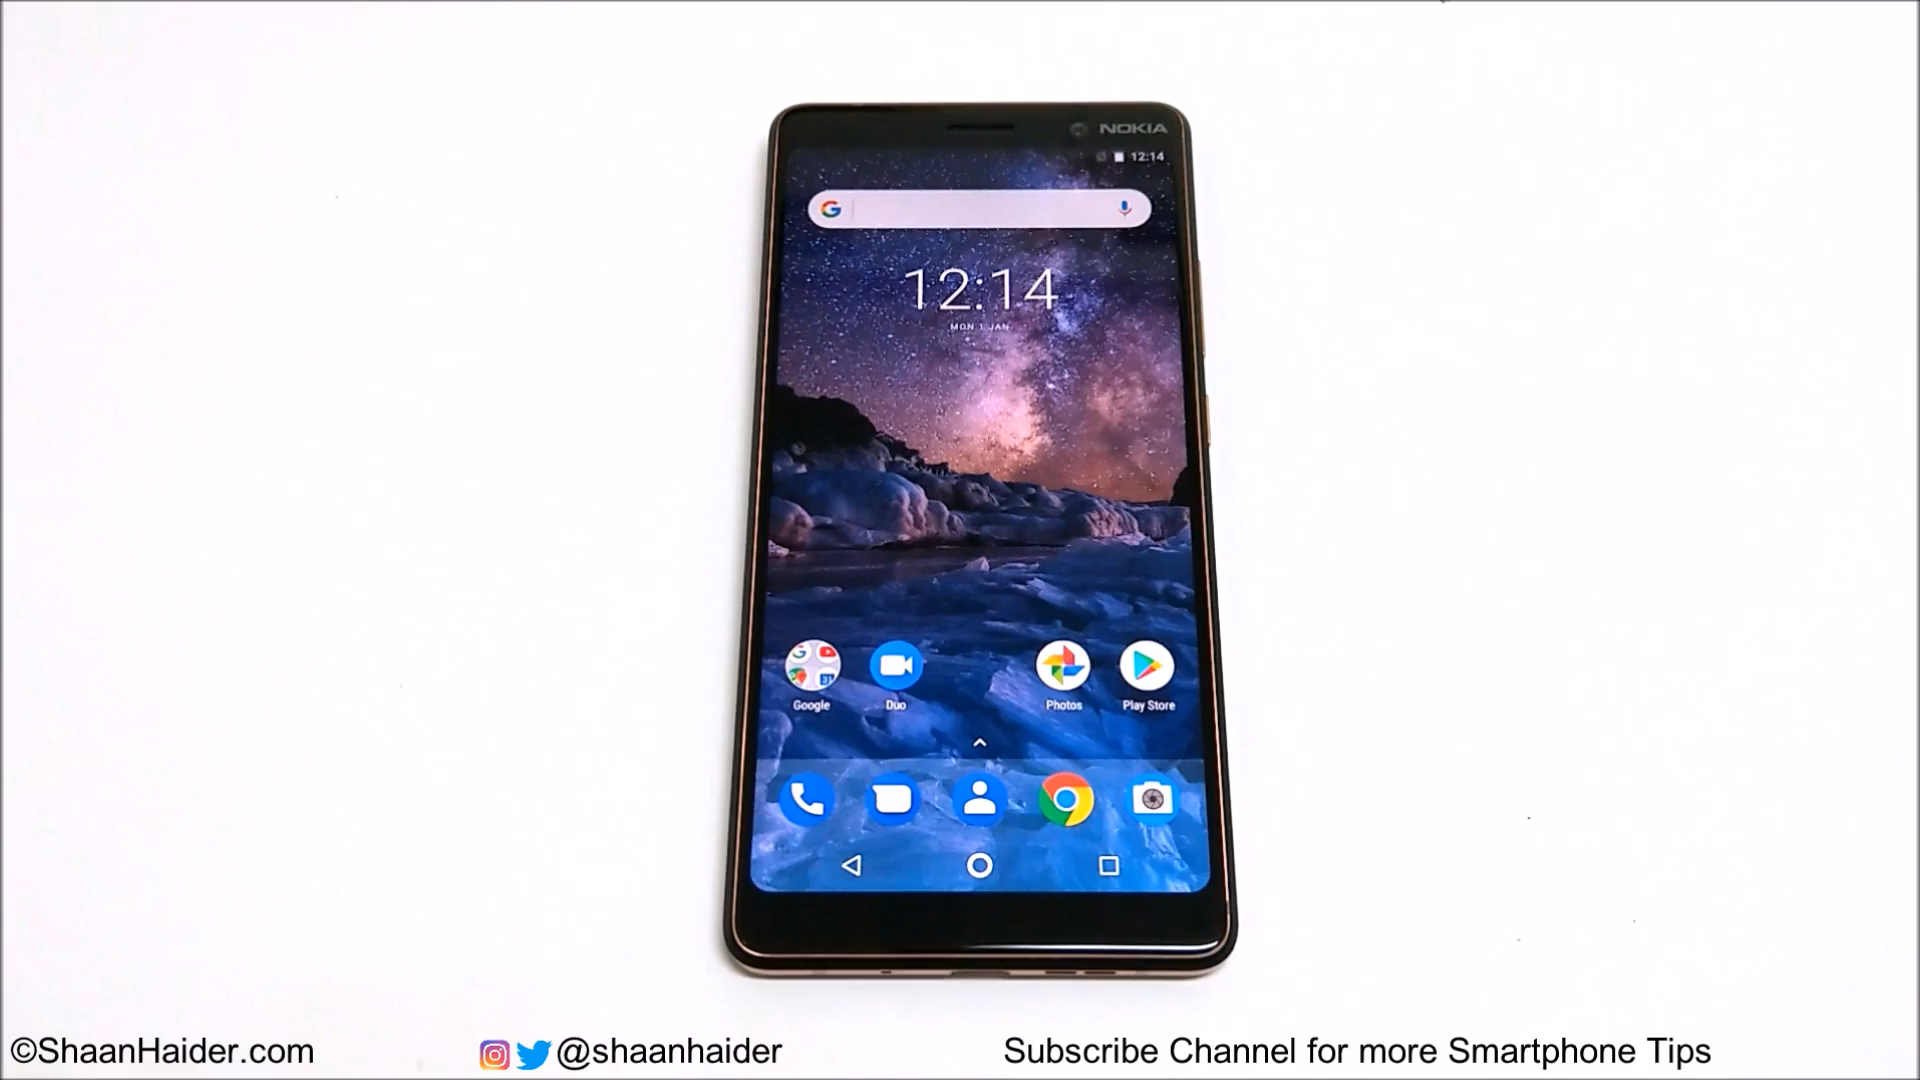 NOKIA
12:14
12:14
MON 1 JAN
Google
Duo
Photos
Play Store
©ShaanHaider.com
@shaanhaider
Subscribe Channel for more Smartphone Tips